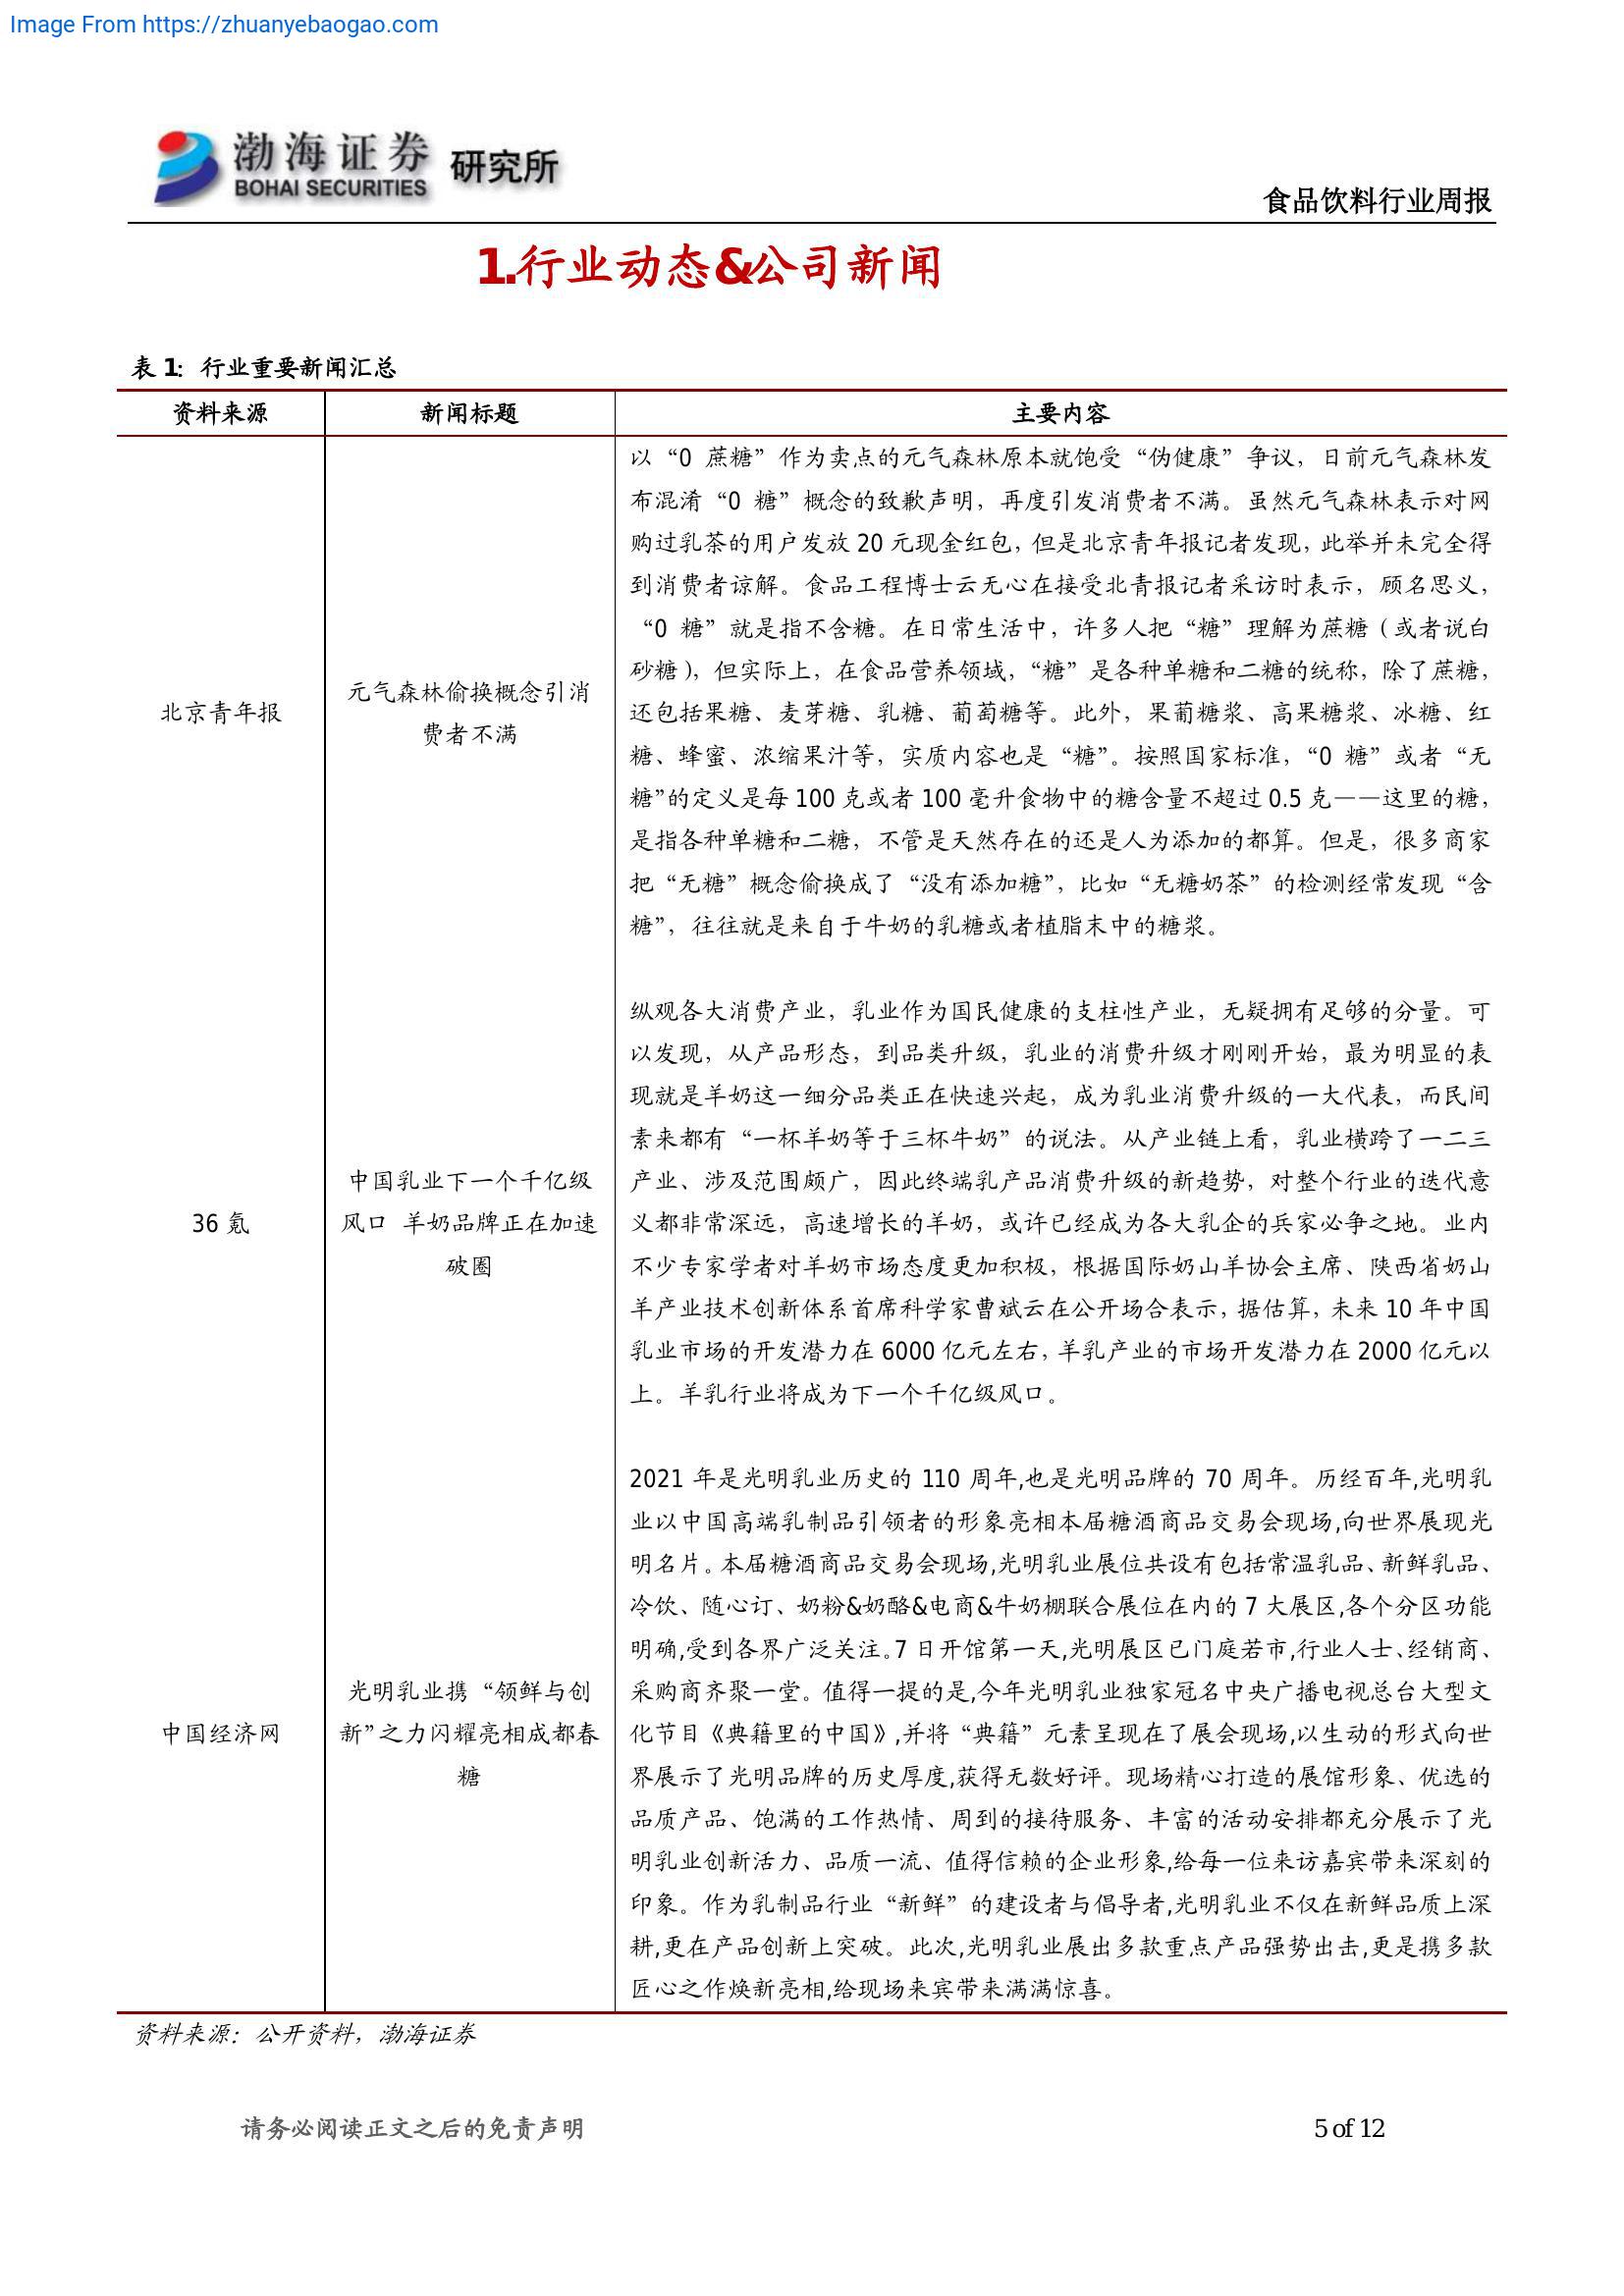 Image From https://zhuanyebaogao.com
渤海证券 研究所
BOHAI SECURITIES
食品饮料行业周报
1.行业动态&公司新闻
表 1：行业重要新闻汇总
资料来源 新闻标题 主要内容
以“0 蔗糖”作为卖点的元气森林原本就饱受“伪健康”争议，日前元气森林发
布混淆“0 糖”概念的致歉声明，再度引发消费者不满。虽然元气森林表示对网
购过乳茶的用户发放 20 元现金红包，但是北京青年报记者发现，此举并未完全得
到消费者谅解。食品工程博士云无心在接受北青报记者采访时表示，顾名思义，
“0 糖”就是指不含糖。在日常生活中，许多人把“糖”理解为蔗糖（或者说白
砂糖），但实际上，在食品营养领域，“糖”是各种单糖和二糖的统称，除了蔗糖，
还包括果糖、麦芽糖、乳糖、葡萄糖等。此外，果葡糖浆、高果糖浆、冰糖、红
糖、蜂蜜、浓缩果汁等，实质内容也是“糖”。按照国家标准，“0 糖”或者“无
糖”的定义是每 100 克或者 100 毫升食物中的糖含量不超过 0.5 克——这里的糖，
是指各种单糖和二糖，不管是天然存在的还是人为添加的都算。但是，很多商家
把“无糖”概念偷换成了“没有添加糖”，比如“无糖奶茶”的检测经常发现“含
糖”，往往就是来自于牛奶的乳糖或者植脂末中的糖浆。
北京青年报
元气森林偷换概念引消
费者不满
纵观各大消费产业，乳业作为国民健康的支柱性产业，无疑拥有足够的分量。可
以发现，从产品形态，到品类升级，乳业的消费升级才刚刚开始，最为明显的表
现就是羊奶这一细分品类正在快速兴起，成为乳业消费升级的一大代表，而民间
素来都有“一杯羊奶等于三杯牛奶”的说法。从产业链上看，乳业横跨了一二三
产业、涉及范围颇广，因此终端乳产品消费升级的新趋势，对整个行业的迭代意
义都非常深远，高速增长的羊奶，或许已经成为各大乳企的兵家必争之地。业内
不少专家学者对羊奶市场态度更加积极，根据国际奶山羊协会主席、陕西省奶山
羊产业技术创新体系首席科学家曹斌云在公开场合表示，据估算，未来 10 年中国
乳业市场的开发潜力在 6000 亿元左右，羊乳产业的市场开发潜力在 2000 亿元以
上。羊乳行业将成为下一个千亿级风口。
36 氪
中国乳业下一个千亿级
风口 羊奶品牌正在加速
破圈
2021 年是光明乳业历史的 110 周年,也是光明品牌的 70 周年。历经百年,光明乳
业以中国高端乳制品引领者的形象亮相本届糖酒商品交易会现场,向世界展现光
明名片。本届糖酒商品交易会现场,光明乳业展位共设有包括常温乳品、新鲜乳品、
冷饮、随心订、奶粉&奶酪&电商&牛奶棚联合展位在内的 7 大展区,各个分区功能
明确,受到各界广泛关注。7 日开馆第一天,光明展区已门庭若市,行业人士、经销商、
采购商齐聚一堂。值得一提的是,今年光明乳业独家冠名中央广播电视总台大型文
化节目《典籍里的中国》,并将“典籍”元素呈现在了展会现场,以生动的形式向世
界展示了光明品牌的历史厚度,获得无数好评。现场精心打造的展馆形象、优选的
品质产品、饱满的工作热情、周到的接待服务、丰富的活动安排都充分展示了光
明乳业创新活力、品质一流、值得信赖的企业形象,给每一位来访嘉宾带来深刻的
印象。作为乳制品行业“新鲜”的建设者与倡导者,光明乳业不仅在新鲜品质上深
耕,更在产品创新上突破。此次,光明乳业展出多款重点产品强势出击,更是携多款
匠心之作焕新亮相,给现场来宾带来满满惊喜。
中国经济网
光明乳业携“领鲜与创
新”之力闪耀亮相成都春
糖
资料来源：公开资料，渤海证券
请务必阅读正文之后的免责声明
5 of 12